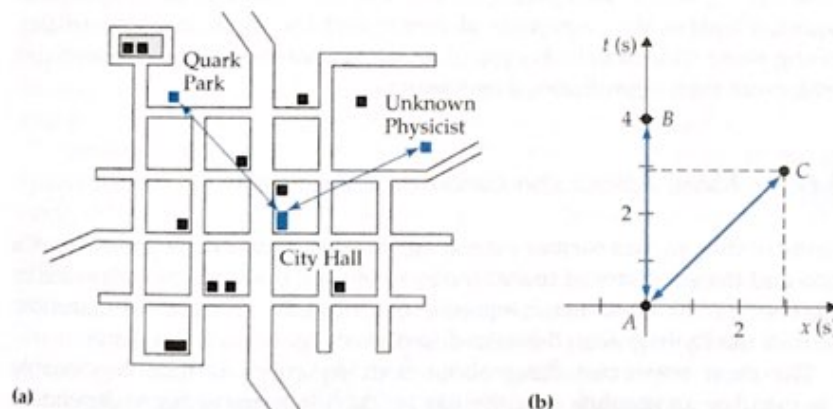 Quark
Park
Unknown
Physicist
City Hall
(a)
t (s)
4
B
C
2
A
2
x (s)
(b)